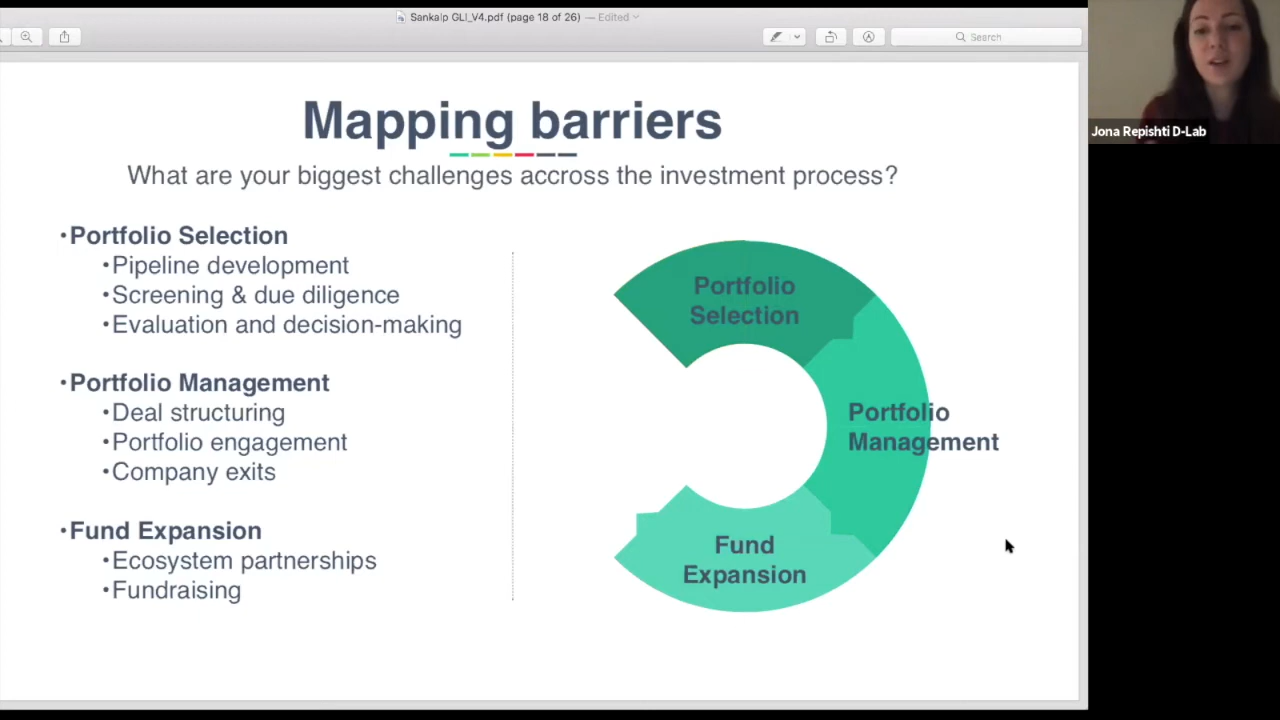 Sankalp GLI_V4.pdf (page 18 of 26) — Edited
Search
Jona Repishti D-Lab
Mapping barriers
What are your biggest challenges accross the investment process?
•Portfolio Selection
•Pipeline development
•Screening & due diligence
•Evaluation and decision-making
•Portfolio Management
•Deal structuring
•Portfolio engagement
•Company exits
•Fund Expansion
•Ecosystem partnerships
•Fundraising
Portfolio
Selection
Portfolio
Management
Fund
Expansion